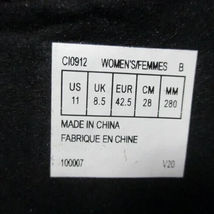 CI0912 WOMEN'S/FEMMES B
US UK EUR CM MM
11 8.5 42.5 28 280
MADE IN CHINA
FABRIQUE EN CHINE
100007 V20